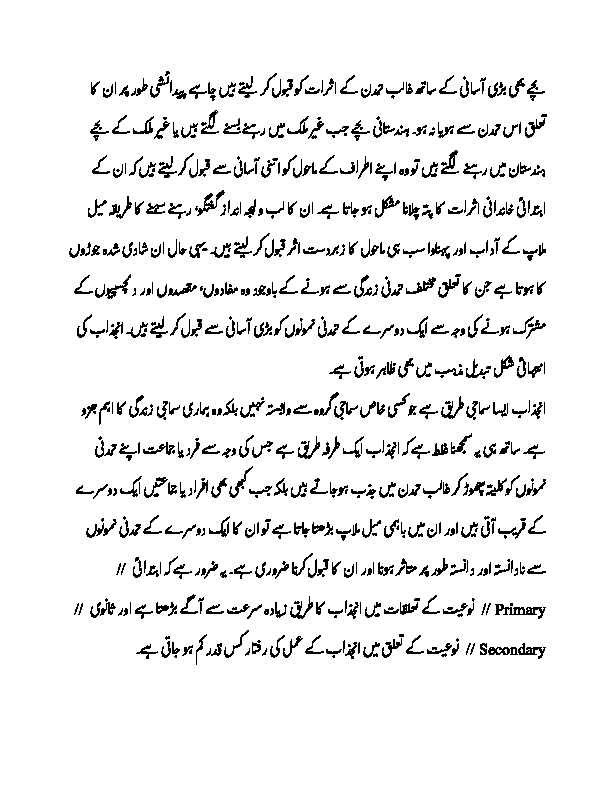 بچے بھی بڑی آسانی کے ساتھ غالب تمدن کے اثرات کو قبول کر لیتے ہیں چاہے پیدائشی طور پر ان کا
تعلق اس تمدن سے ہو یا نہ ہو۔ ہندستانی بچے جب غیر ملک میں رہنے بسنے لگتے ہیں یا غیر ملک کے بچے
ہندستان میں رہنے لگتے ہیں تو وہ اپنے اطراف کے ماحول کو اتنی آسانی سے قبول کر لیتے ہیں کہ ان کے
ابتدائی خاندانی اثرات کا پتہ چلانا مشکل ہو جاتا ہے۔ ان کا لب ولہجہ انداز گفتگو، رہنے سہنے کا طریقہ میل
ملاپ کے آداب اور پہناوا سب ہی ماحول کا زبردست اثر قبول کر لیتے ہیں۔ یہی حال ان شادی شدہ جوڑوں
کا ہوتا ہے جن کا تعلق مختلف تمدنی زندگی سے ہونے کے باوجود وہ مفادوں، مقصدوں اور دلچسپیوں کے
مشترک ہونے کی وجہ سے ایک دوسرے کے تمدنی نمونوں کو بڑی آسانی سے قبول کر لیتے ہیں۔ انجذاب کی
انتہائی شکل تبدیل مذہب میں بھی ظاہر ہوتی ہے۔
انجذاب ایسا سماجی طریق ہے جو کسی خاص سماجی گروہ سے وابستہ نہیں بلکہ وہ ہماری سماجی زندگی کا اہم جزو
ہے۔ ساتھ ہی یہ سمجھنا غلط ہے کہ انجذاب ایک طرفہ طریق ہے جس کی وجہ سے فرد یا جماعت اپنے تمدنی
نمونوں کو کلیتہ چھوڑ کر غالب تمدن میں جذب ہو جاتے ہیں بلکہ جب کبھی بھی افراد یا جماعتیں ایک دوسرے
کے قریب آتی ہیں اور ان میں باہمی میل ملاپ بڑھتا جاتا ہے تو ان کا ایک دوسرے کے تمدنی نمونوں
سے نادانستہ اور دانستہ طور پر متاثر ہونا اور ان کا قبول کرنا ضروری ہے۔ یہ ضرور ہے کہ ابتدائی //
Primary // نوعیت کے تعلقات میں انجذاب کا طریق زیادہ سرعت سے آگے بڑھتا ہے اور ثانوی //
Secondary // نوعیت کے تعلق میں انجذاب کے عمل کی رفتار کس قدر کم ہو جاتی ہے۔